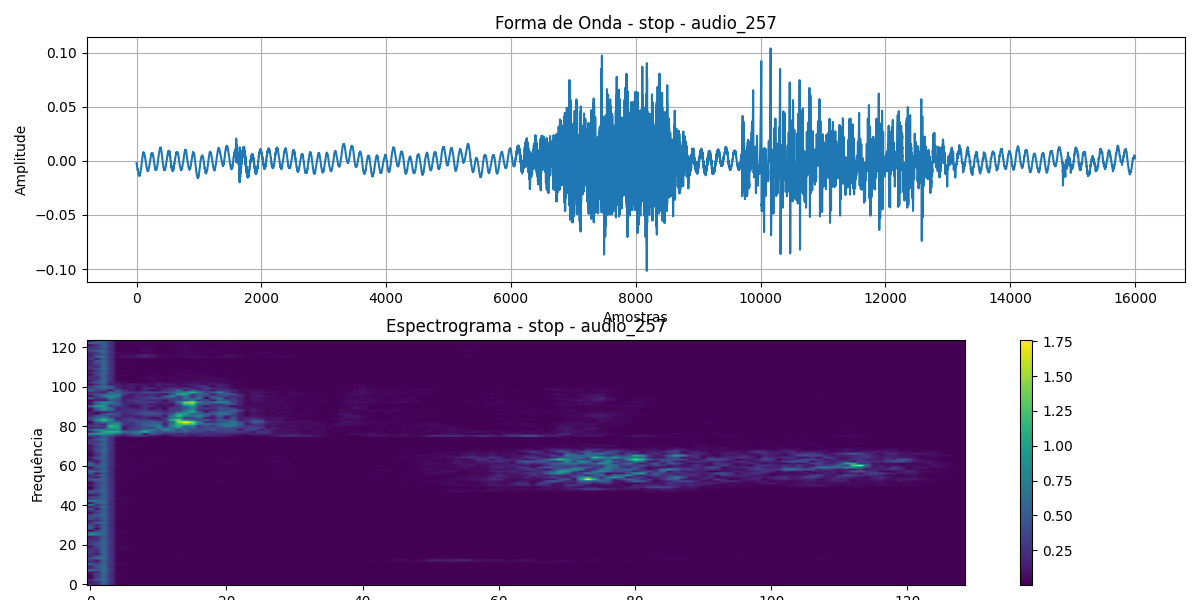 Forma de Onda - stop - audio_257
0.10
0.05
0.00
−0.05
−0.10
Amplitude
0 2000 4000 6000 8000 10000 12000 14000 16000
Amostras
Espectrograma - stop - audio_257
120
100
80
60
40
20
0
Frequência
0 20 40 60 80 100 120
1.75
1.50
1.25
1.00
0.75
0.50
0.25